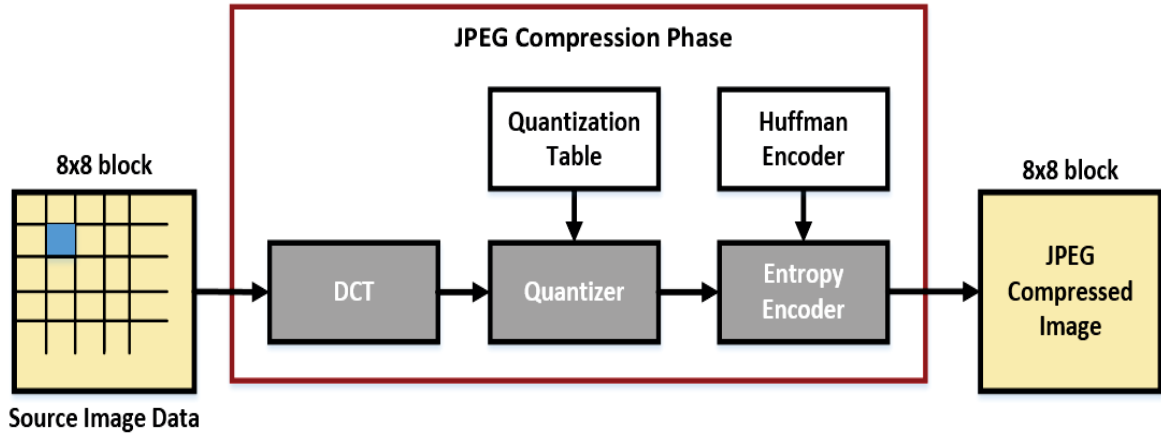 JPEG Compression Phase
Quantization
Table
Huffman
Encoder
8x8 block
8x8 block
DCT
Quantizer
Entropy
Encoder
JPEG
Compressed
Image
Source Image Data